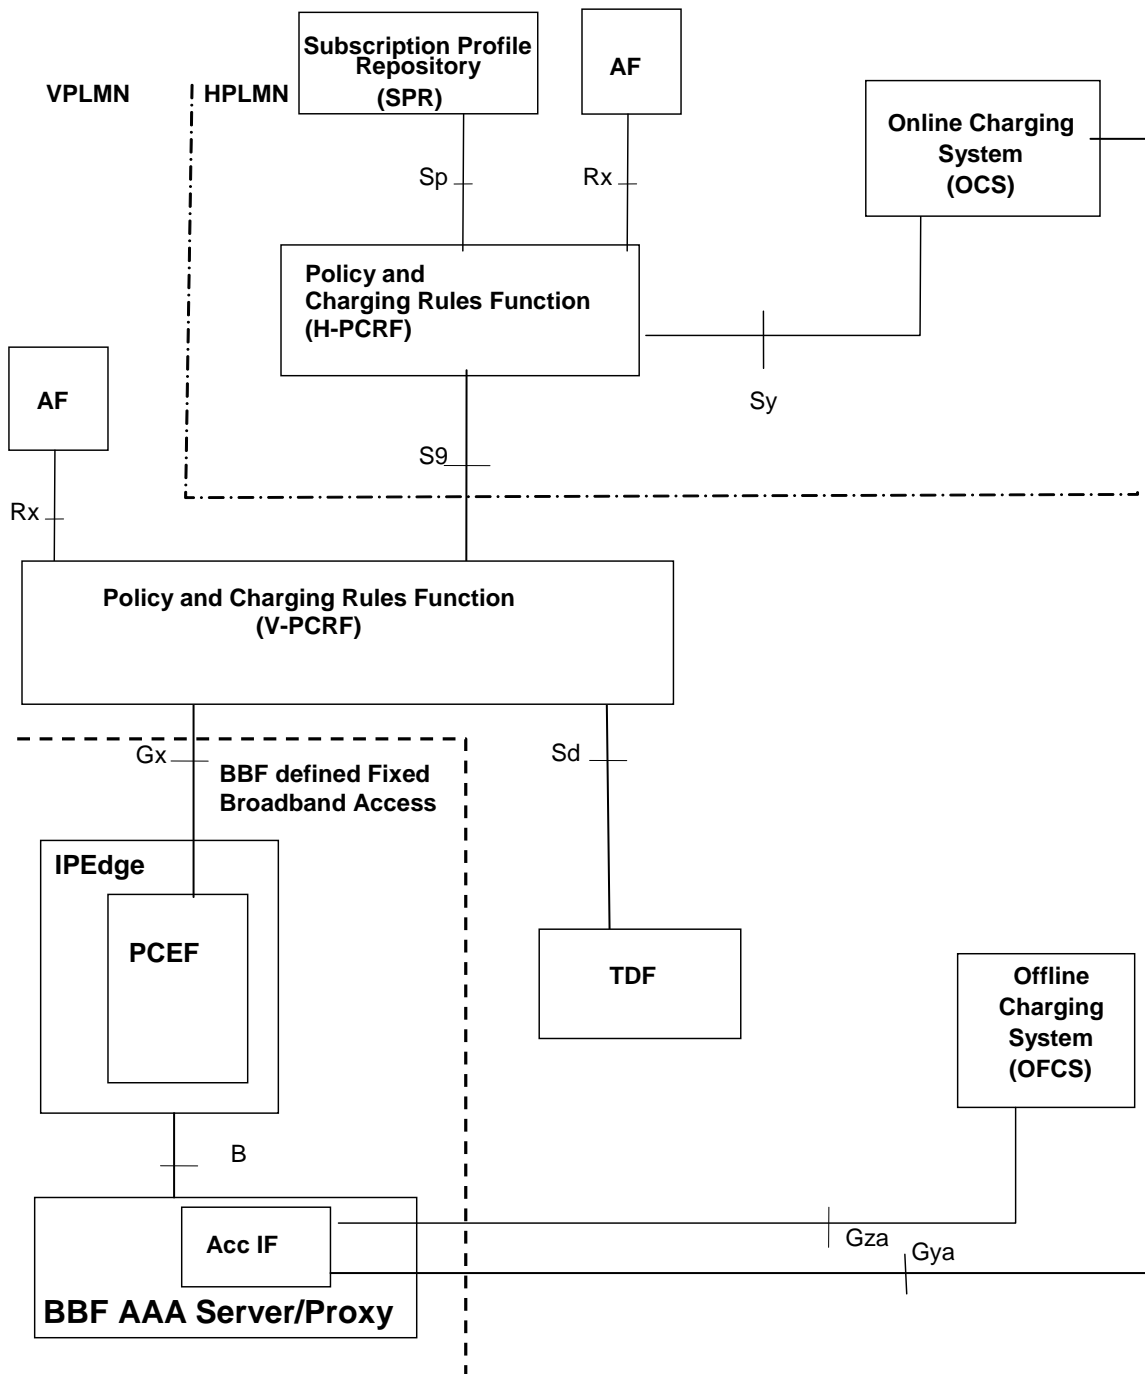 Subscription Profile
Repository
(SPR)
AF
VPLMN
HPLMN
Online Charging
System
(OCS)
Sp
Rx
Policy and
Charging Rules Function
(H-PCRF)
AF
Sy
S9
Rx
Policy and Charging Rules Function
(V-PCRF)
Gx
Sd
BBF defined Fixed
Broadband Access
IPEdge
PCEF
TDF
Offline
Charging
System
(OFCS)
B
Acc IF
Gza
Gya
BBF AAA Server/Proxy